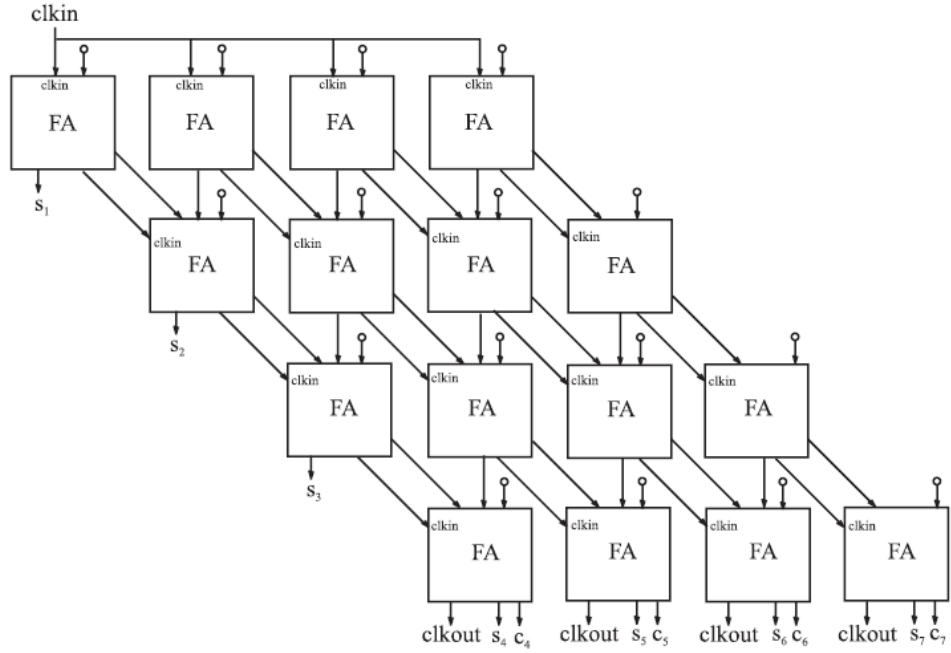 clkin
clkin clkin clkin clkin
FA FA FA FA
s₁
clkin clkin clkin
FA FA FA FA
s₂
clkin clkin clkin clkin
FA FA FA FA
s₃
clkin clkin clkin clkin
FA FA FA FA
clkout s₄ c₄ clkout s₅ c₅ clkout s₆ c₆ clkout s₇ c₇